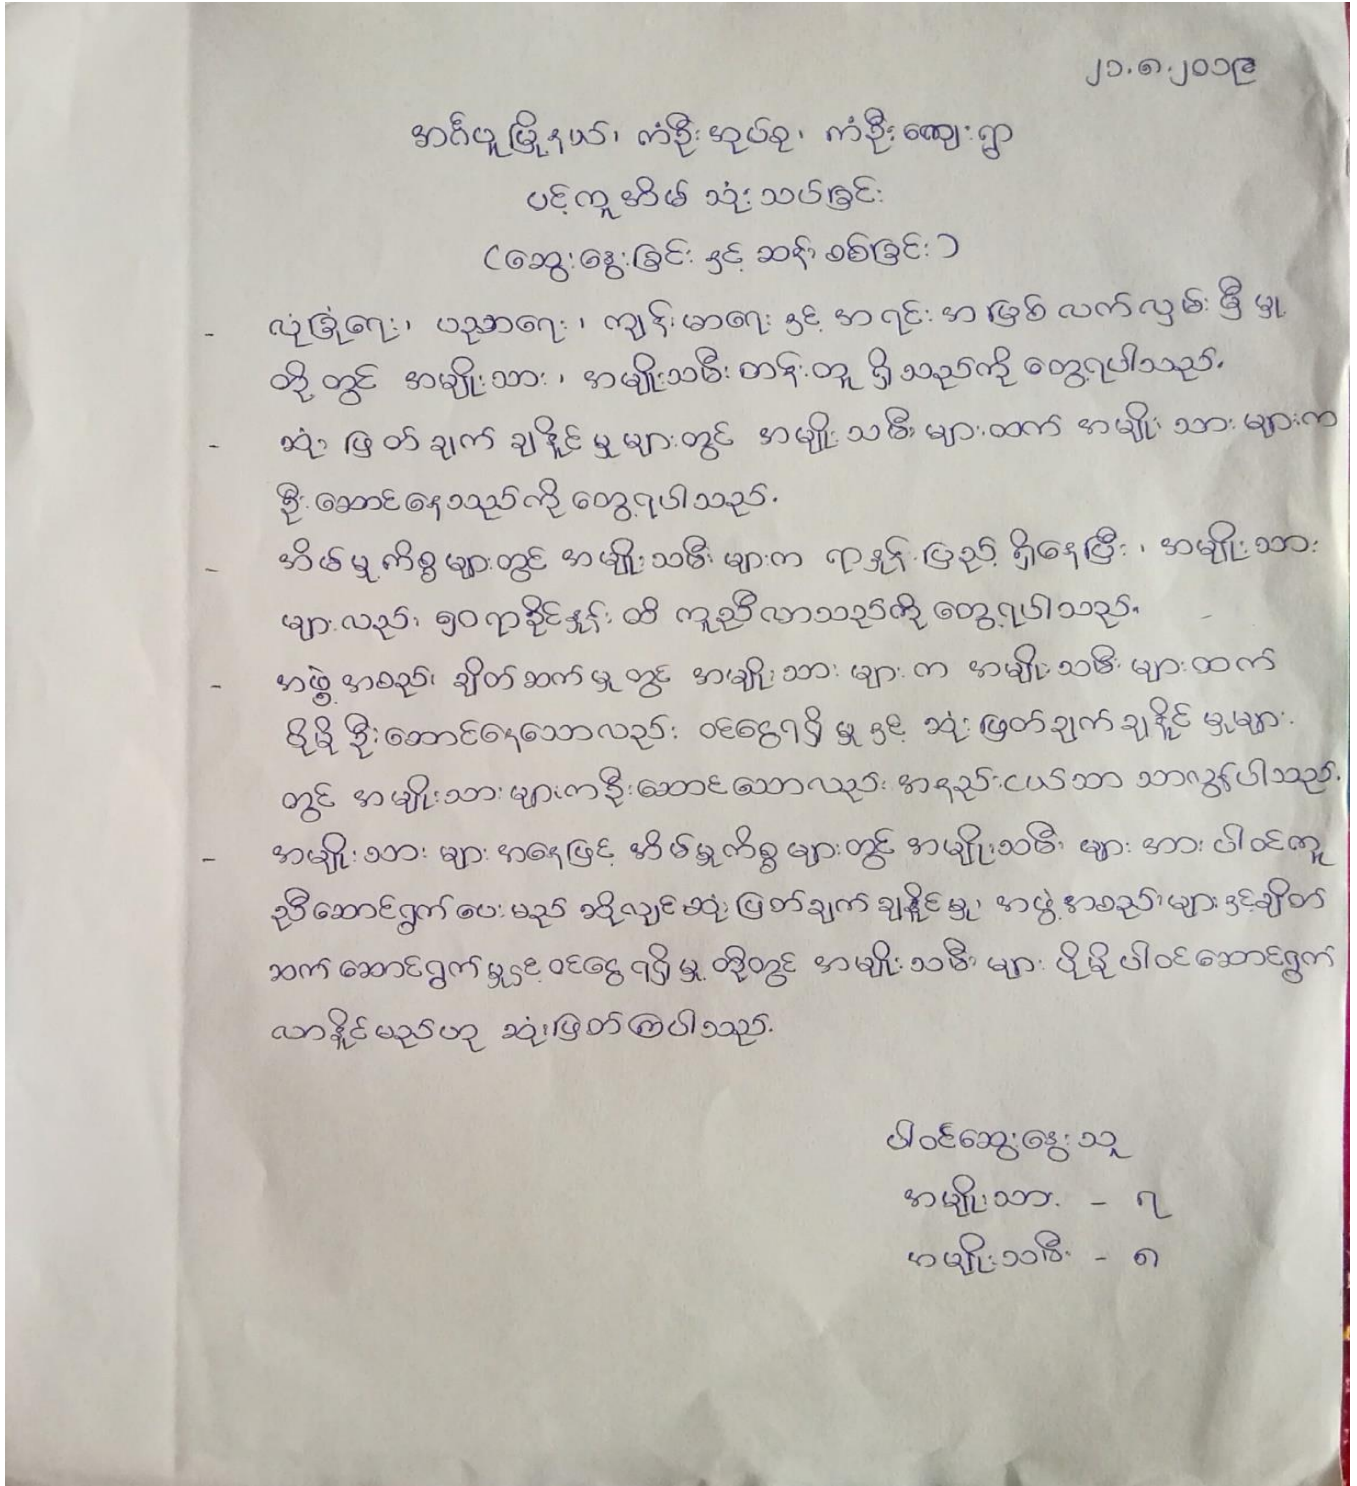 ၂၁.၈.၂၀၁၉
အင်္ဂပူမြို့နယ်၊ ကံဦးအုပ်စု၊ ကံဦးကျေးရွာ
ပင့်ကူအိမ် သုံးသပ်ခြင်း
(ဆွေးနွေးခြင်း နှင့် ဆန်းစစ်ခြင်း)
- လုံခြုံရေး၊ ပညာရေး၊ ကျန်းမာရေး နှင့် အရင်းအမြစ် လက်လှမ်းမှီမှု
တို့တွင် အမျိုးသား၊ အမျိုးသမီး တန်းတူ ရှိသည်ကို တွေ့ရပါသည်.
- ဆုံးဖြတ်ချက် ချနိုင်မှုများတွင် အမျိုးသမီးများထက် အမျိုးသားများက
ဦးဆောင်နေသည်ကို တွေ့ရပါသည်.
- အိမ်မှုကိစ္စများတွင် အမျိုးသမီးများက ရာနှုန်းပြည့် ရှိနေပြီး၊ အမျိုးသား
များလည်း ၅၀ ရာခိုင်နှုန်းထိ ကူညီလာသည်ကို တွေ့ရပါသည်.
- အဖွဲ့အစည်း ချိတ်ဆက်မှုတွင် အမျိုးသားများက အမျိုးသမီးများထက်
ပိုမိုဦးဆောင်နေသော်လည်း ဝင်ငွေရရှိမှု နှင့် ဆုံးဖြတ်ချက်ချနိုင်မှုများ
တွင် အမျိုးသားများကဦးဆောင်သော်လည်း အနည်းငယ်သာ သာလွန်ပါသည်.
- အမျိုးသားများအနေဖြင့် အိမ်မှုကိစ္စများတွင် အမျိုးသမီးများအား ပါဝင်ကူ
ညီဆောင်ရွက်ပေးမည် ဆိုလျှင်ဆုံးဖြတ်ချက်ချနိုင်မှု၊ အဖွဲ့အစည်းများနှင့်ချိတ်
ဆက်ဆောင်ရွက်မှုနှင့်ဝင်ငွေရရှိမှု တို့တွင် အမျိုးသမီးများ ပိုမိုပါဝင်ဆောင်ရွက်
လာနိုင်မည်ဟု ဆုံးဖြတ်ကြပါသည်.
ပါဝင်ဆွေးနွေးသူ
အမျိုးသား - ၇
အမျိုးသမီး - ၈